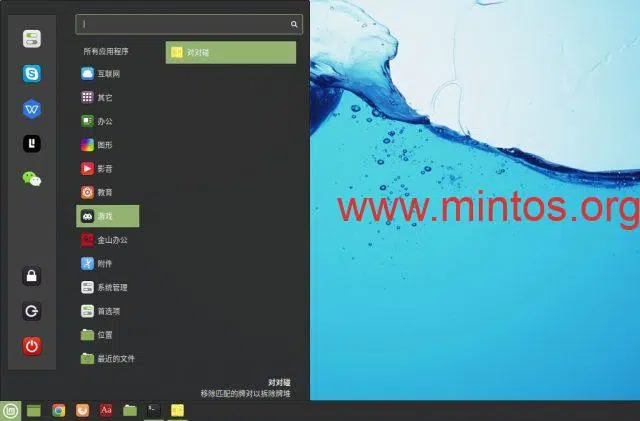 所有应用程序
对对碰
互联网
其它
办公
图形
影音
教育
游戏
金山办公
附件
系统管理
首选项
位置
最近的文件
对对碰
移除匹配的牌对以拆除牌堆
www.mintos.org
Aa